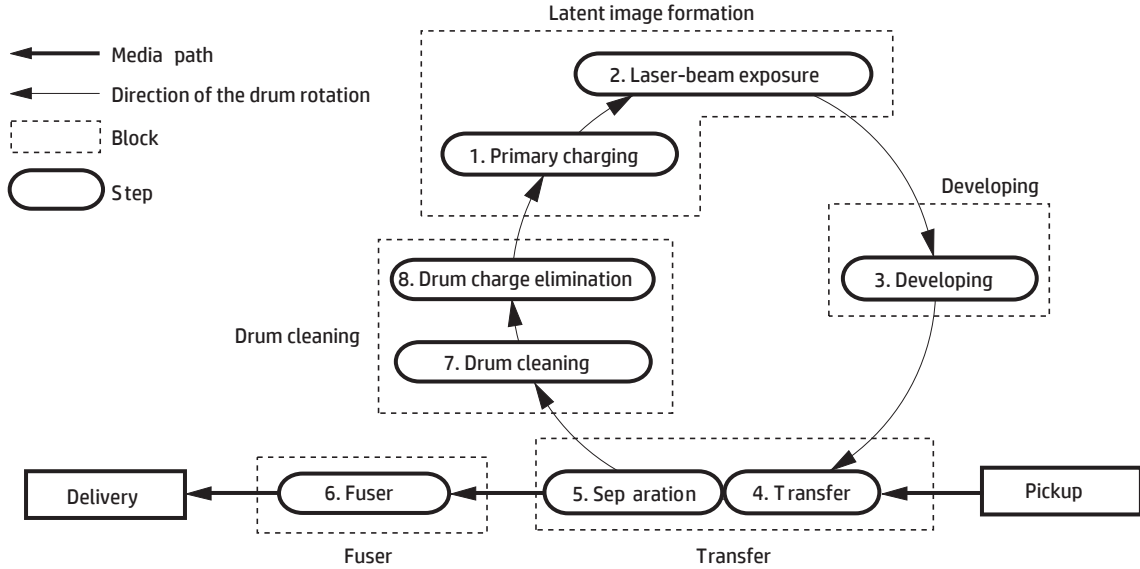 Latent image formation
Media path
Direction of the drum rotation
Block
Step
2. Laser-beam exposure
1. Primary charging
Developing
3. Developing
8. Drum charge elimination
Drum cleaning
7. Drum cleaning
Delivery
6. Fuser
5. Sep aration
4. Transfer
Pickup
Fuser
Transfer